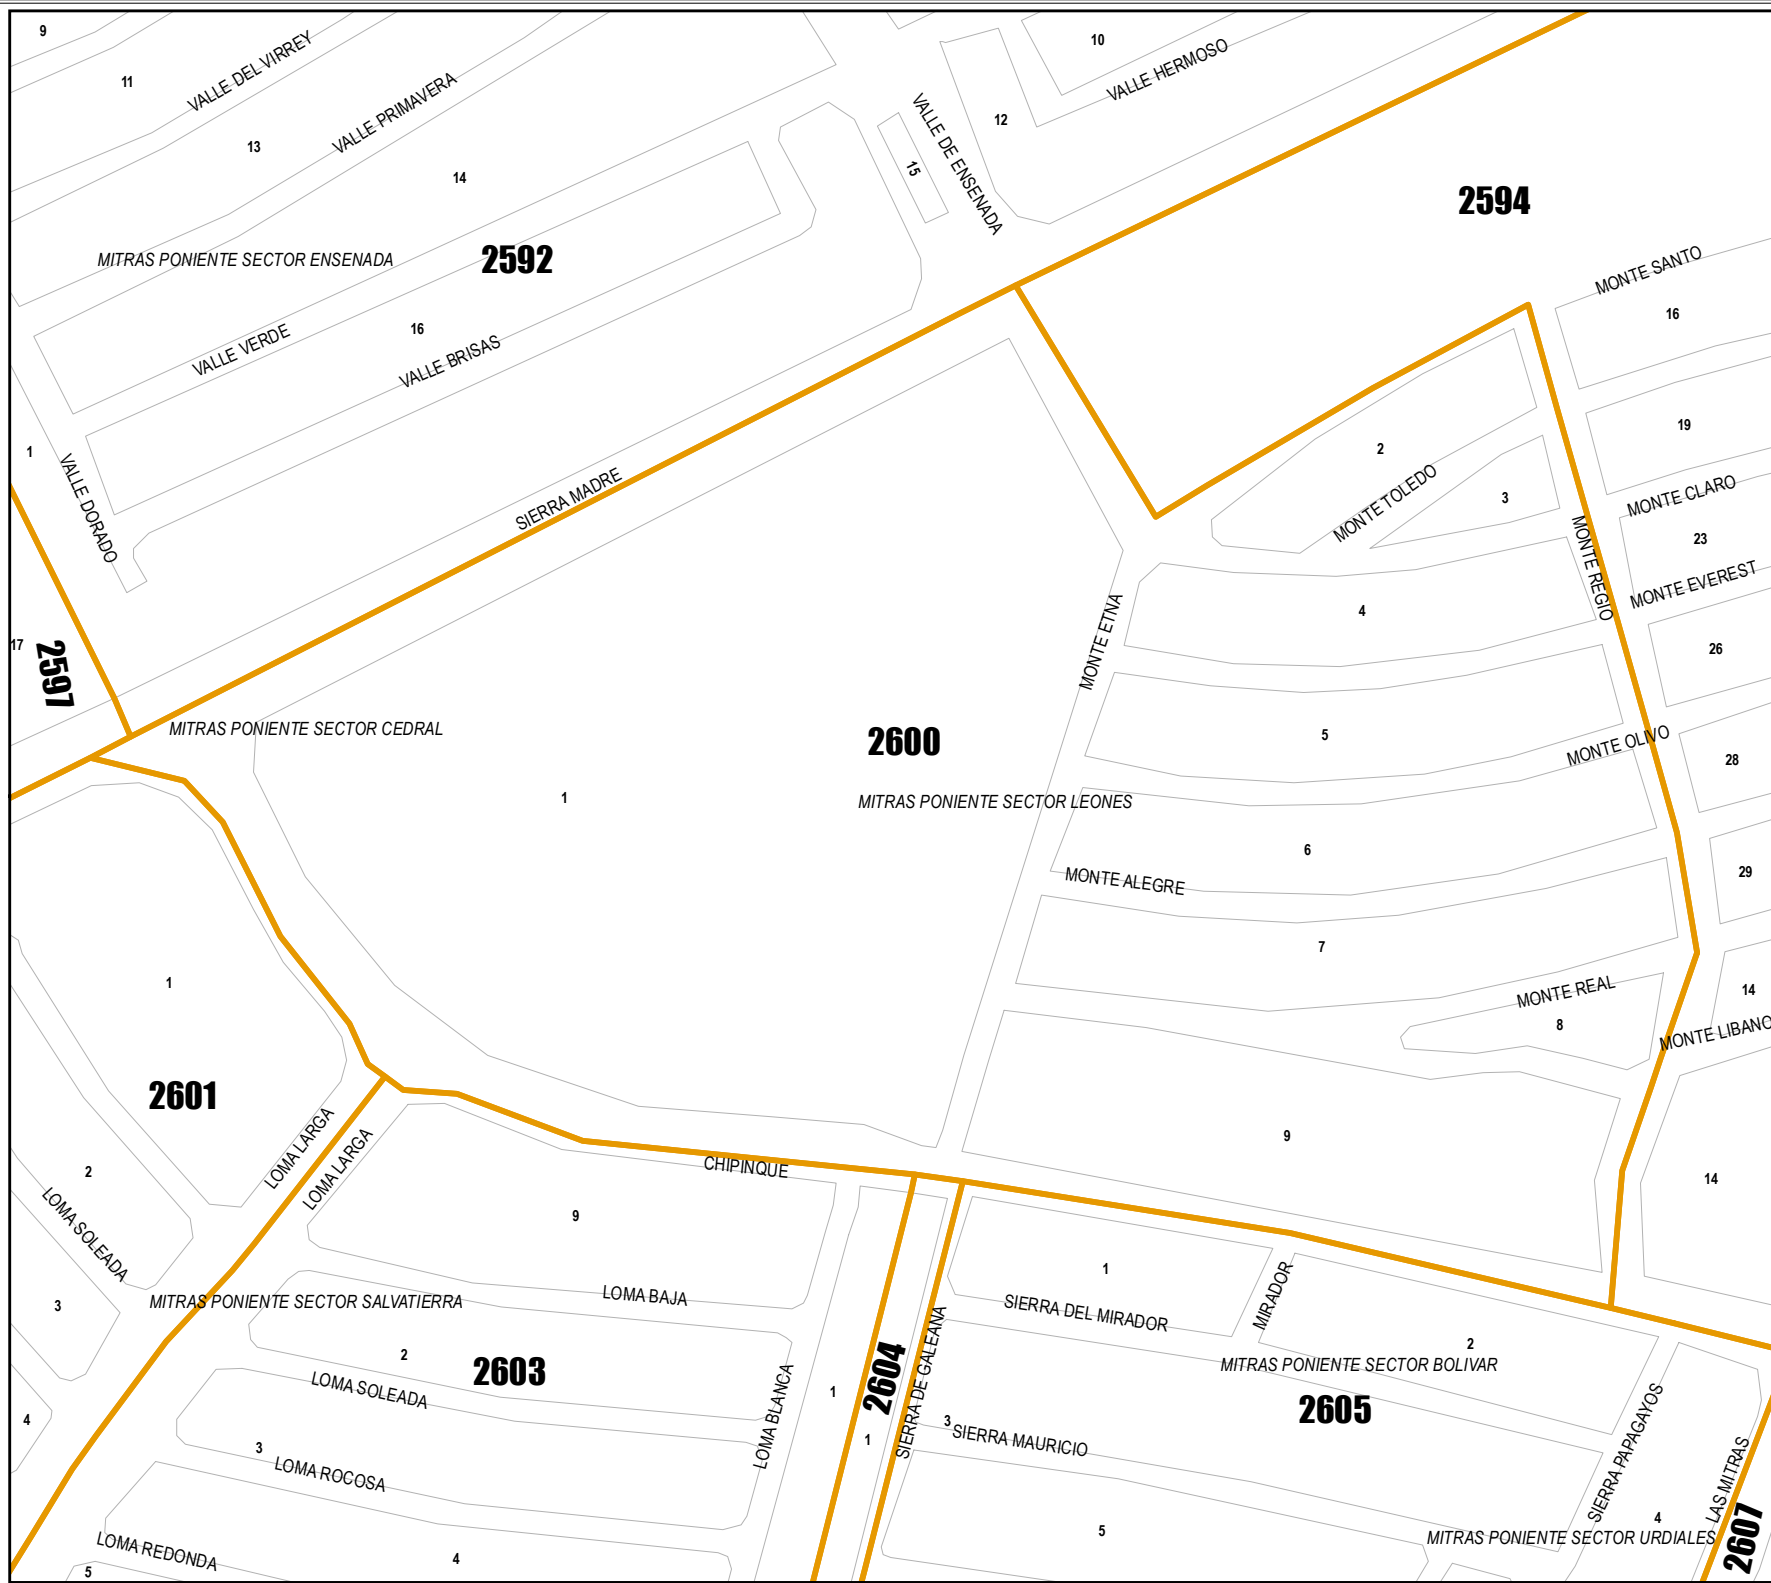 9
10
VALLE DEL VIRREY
VALLE HERMOSO
11
VALLE PRIMAVERA
12
13
VALLE DE ENSENADA
15
14
2594
MITRAS PONIENTE SECTOR ENSENADA
2592
MONTE SANTO
16
16
VALLE VERDE
VALLE BRISAS
19
1
2
VALLE DORADO
SIERRA MADRE
MONTE TOLEDO
3
MONTE CLARO
23
MONTE REGIO
MONTE EVEREST
4
MONTE ETNA
17
2597
26
MITRAS PONIENTE SECTOR CEDRAL
2600
5
MONTE OLIVO
28
1
MITRAS PONIENTE SECTOR LEONES
6
29
MONTE ALEGRE
7
1
MONTE REAL
14
8
MONTE LIBANO
2601
LOMA LARGA
LOMA LARGA
9
CHIPINQUE
2
14
LOMA SOLEADA
9
1
MIRADOR
3
MITRAS PONIENTE SECTOR SALVATIERRA
LOMA BAJA
SIERRA DEL MIRADOR
2
2
2603
2604
SIERRA DE GALEANA
MITRAS PONIENTE SECTOR BOLIVAR
LOMA SOLEADA
LOMA BLANCA
1
2605
SIERRA PAPAGAYOS
4
3
1
3
SIERRA MAURICIO
LOMA ROCOSA
LAS MITRAS
4
5
MITRAS PONIENTE SECTOR URDIALES
2607
LOMA REDONDA
4
5